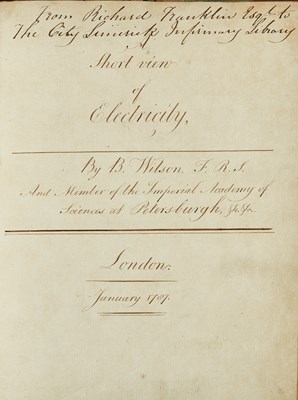 from Richard Franklin Esqr. to
The City Limerick Infirmary Library
A
Short view
of
Electricity,
By B. Wilson F.R.S.
And Member of the Imperial Academy of
Sciences at Petersburgh, &c. &c.
London:
January